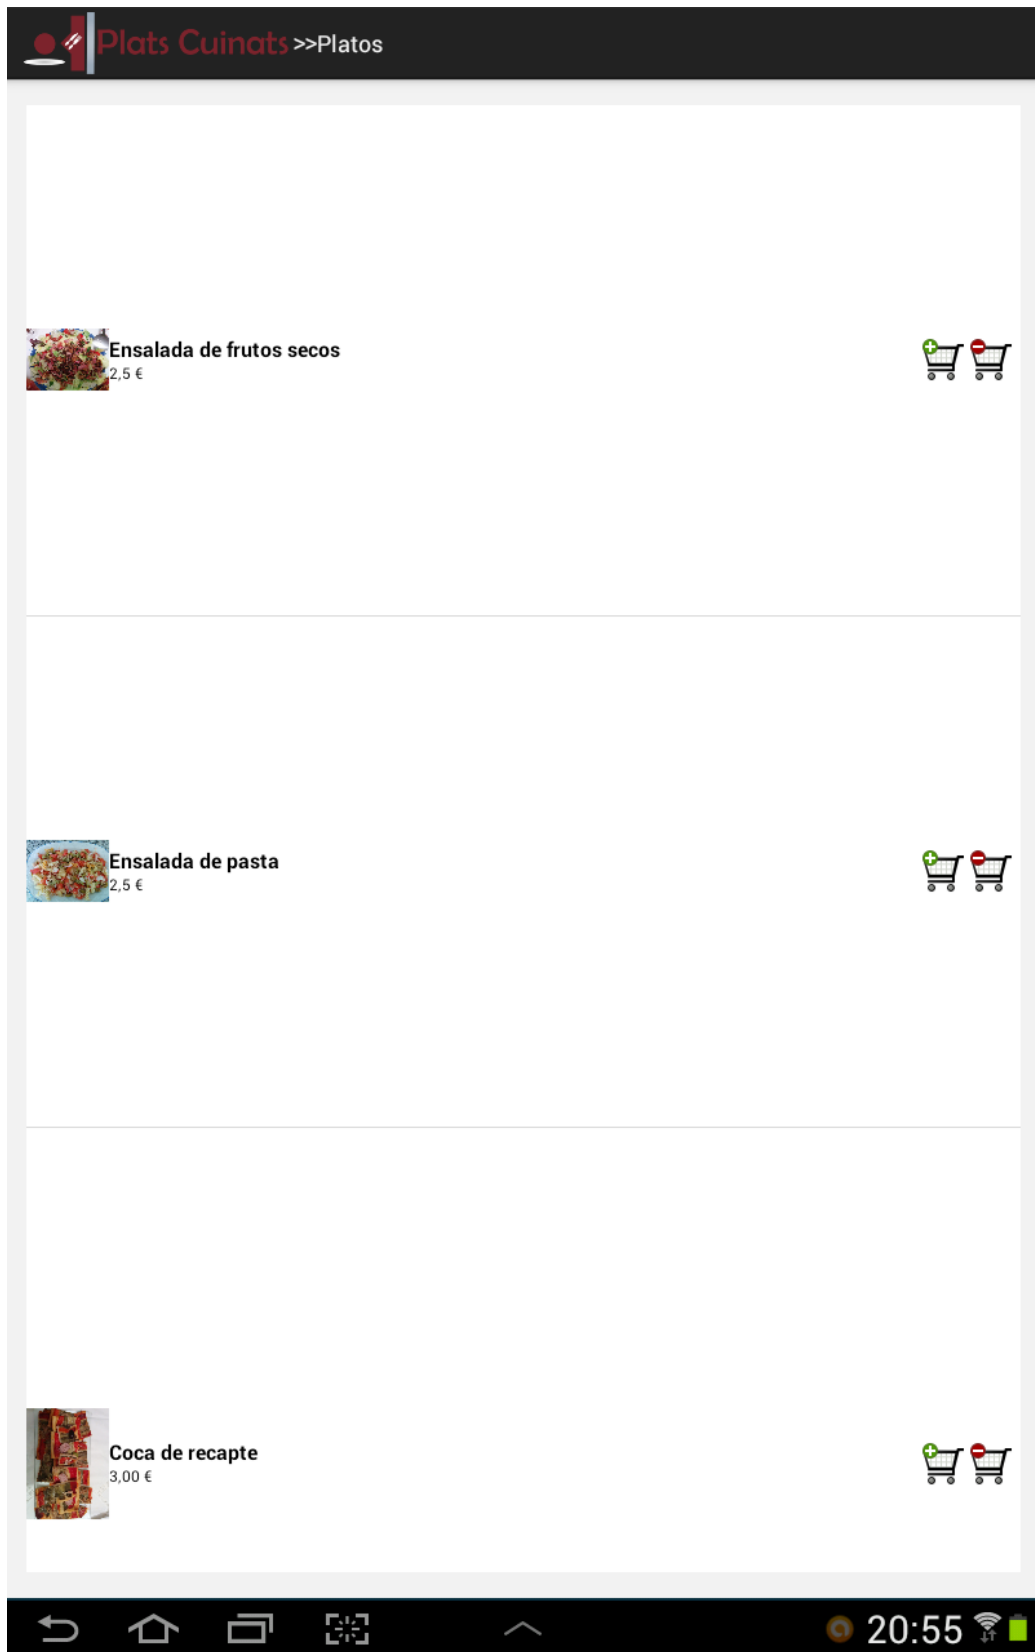 Plats Cuinats >>Platos
Ensalada de frutos secos
2,5 €
Ensalada de pasta
2,5 €
Coca de recapte
3,00 €
20:55